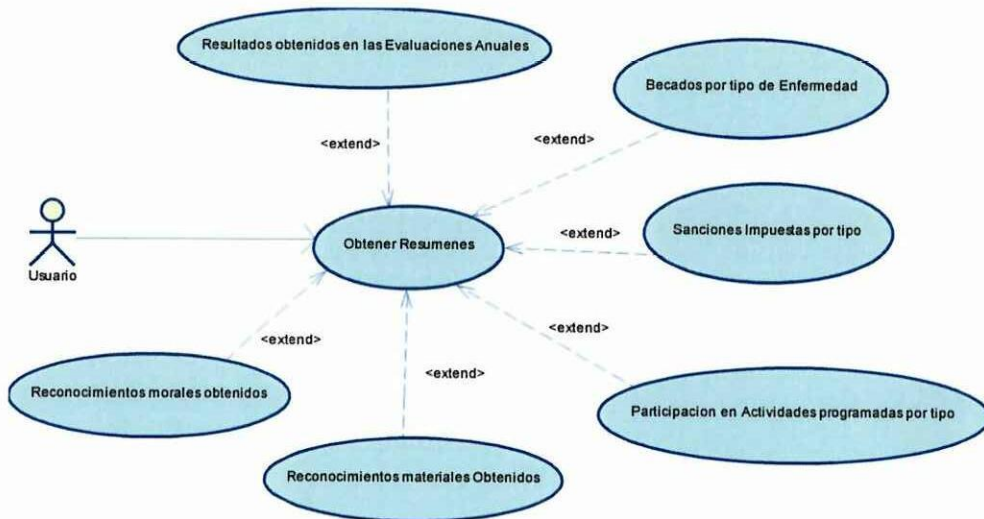 Resultados obtenidos en las Evaluaciones Anuales
Becados por tipo de Enfermedad
<extend>
<extend>
Sanciones Impuestas por tipo
<extend>
Obtener Resumenes
Usuario
<extend>
<extend>
<extend>
Reconocimientos morales obtenidos
Participacion en Actividades programadas por tipo
Reconocimientos materiales Obtenidos